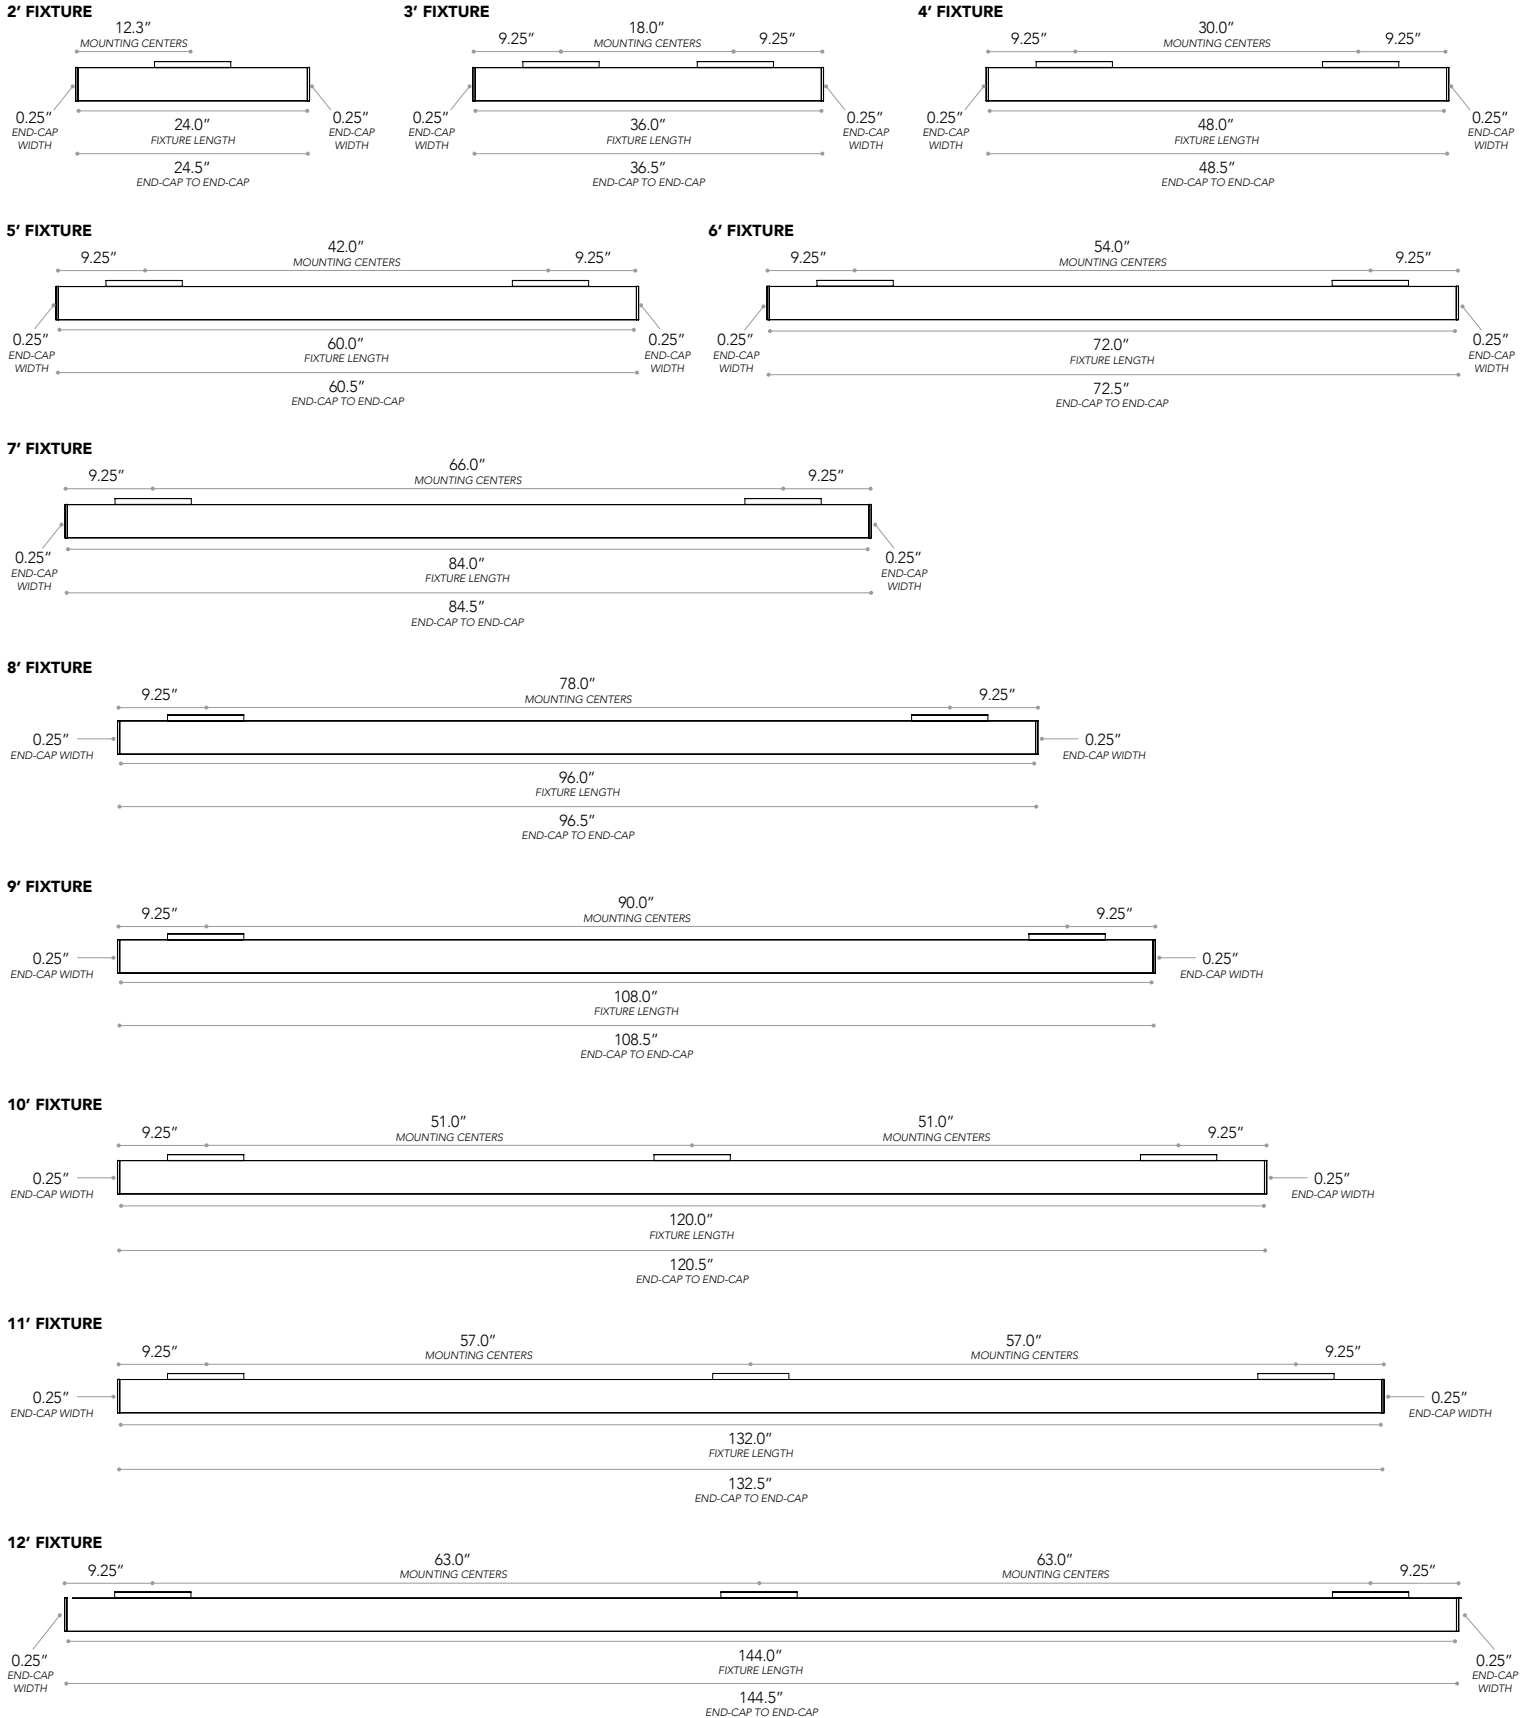 2’ FIXTURE
12.3”
MOUNTING CENTERS
0.25”
END-CAP
WIDTH
24.0”
FIXTURE LENGTH
0.25”
END-CAP
WIDTH
24.5”
END-CAP TO END-CAP
3’ FIXTURE
9.25”
18.0”
MOUNTING CENTERS
9.25”
0.25”
END-CAP
WIDTH
36.0”
FIXTURE LENGTH
0.25”
END-CAP
WIDTH
36.5”
END-CAP TO END-CAP
4’ FIXTURE
9.25”
30.0”
MOUNTING CENTERS
9.25”
0.25”
END-CAP
WIDTH
48.0”
FIXTURE LENGTH
0.25”
END-CAP
WIDTH
48.5”
END-CAP TO END-CAP
5’ FIXTURE
9.25”
42.0”
MOUNTING CENTERS
9.25”
0.25”
END-CAP
WIDTH
60.0”
FIXTURE LENGTH
0.25”
END-CAP
WIDTH
60.5”
END-CAP TO END-CAP
6’ FIXTURE
9.25”
54.0”
MOUNTING CENTERS
9.25”
0.25”
END-CAP
WIDTH
72.0”
FIXTURE LENGTH
0.25”
END-CAP
WIDTH
72.5”
END-CAP TO END-CAP
7’ FIXTURE
9.25”
66.0”
MOUNTING CENTERS
9.25”
0.25”
END-CAP
WIDTH
84.0”
FIXTURE LENGTH
0.25”
END-CAP
WIDTH
84.5”
END-CAP TO END-CAP
8’ FIXTURE
9.25”
78.0”
MOUNTING CENTERS
9.25”
0.25”
END-CAP WIDTH
0.25”
END-CAP WIDTH
96.0”
FIXTURE LENGTH
96.5”
END-CAP TO END-CAP
9’ FIXTURE
9.25”
90.0”
MOUNTING CENTERS
9.25”
0.25”
END-CAP WIDTH
0.25”
END-CAP WIDTH
108.0”
FIXTURE LENGTH
108.5”
END-CAP TO END-CAP
10’ FIXTURE
9.25”
51.0”
MOUNTING CENTERS
51.0”
MOUNTING CENTERS
9.25”
0.25”
END-CAP WIDTH
0.25”
END-CAP WIDTH
120.0”
FIXTURE LENGTH
120.5”
END-CAP TO END-CAP
11’ FIXTURE
9.25”
57.0”
MOUNTING CENTERS
57.0”
MOUNTING CENTERS
9.25”
0.25”
END-CAP WIDTH
0.25”
END-CAP WIDTH
132.0”
FIXTURE LENGTH
132.5”
END-CAP TO END-CAP
12’ FIXTURE
9.25”
63.0”
MOUNTING CENTERS
63.0”
MOUNTING CENTERS
9.25”
0.25”
END-CAP
WIDTH
144.0”
FIXTURE LENGTH
0.25”
END-CAP
WIDTH
144.5”
END-CAP TO END-CAP